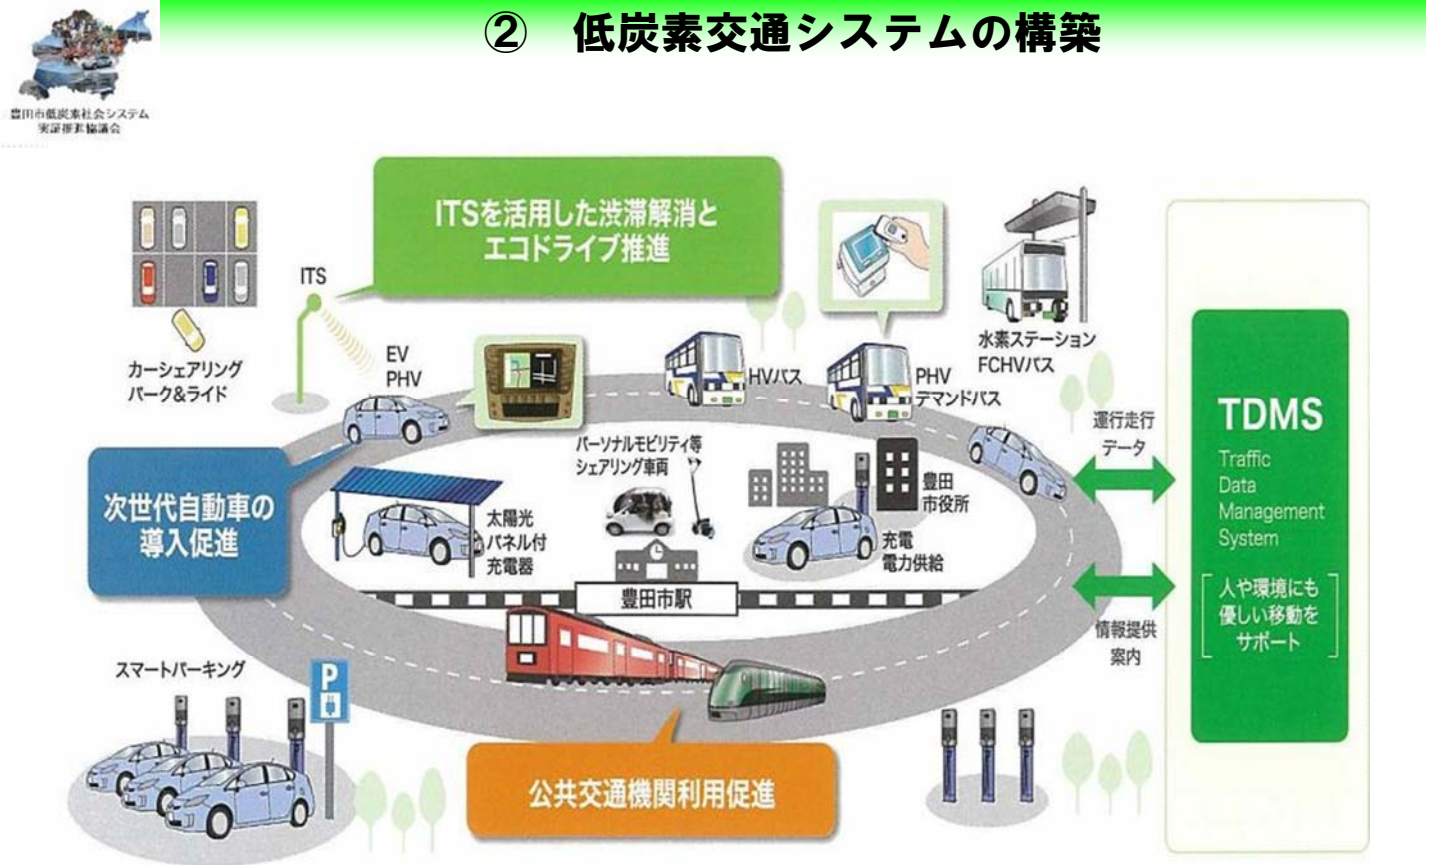 ② 低炭素交通システムの構築
豊田市低炭素社会システム
実証推進協議会
ITSを活用した渋滞解消と
エコドライブ推進
ITS
カーシェアリング
パーク&ライド
EV
PHV
HVバス
PHV
デマンドバス
水素ステーション
FCHVバス
運行走行
データ
TDMS
Traffic
Data
Management
System
人や環境にも
優しい移動を
サポート
情報提供
案内
次世代自動車の
導入促進
太陽光
パネル付
充電器
パーソナルモビリティ等
シェアリング車両
豊田
市役所
充電
電力供給
豊田市駅
スマートパーキング
P
公共交通機関利用促進